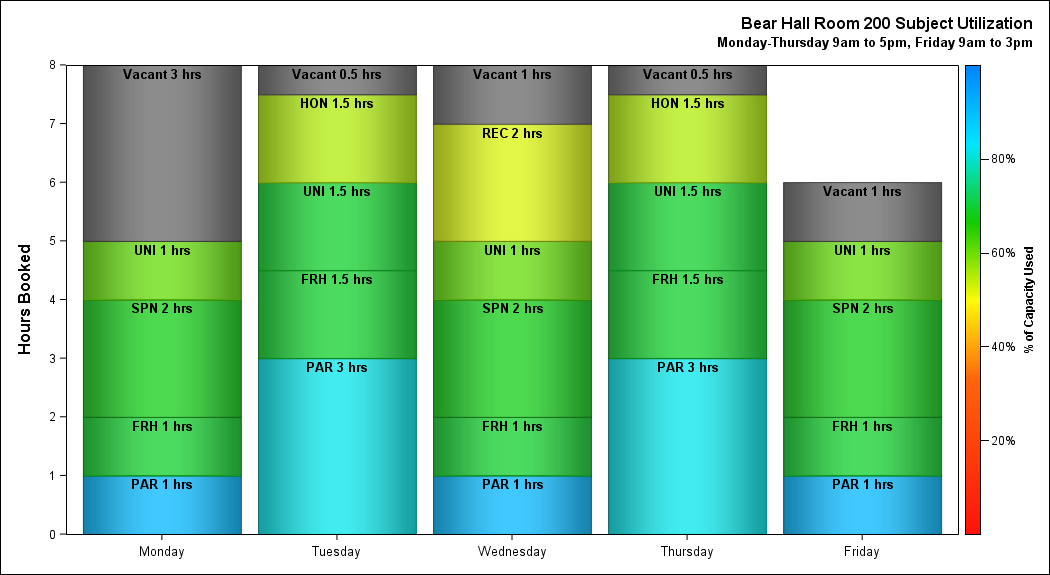 Bear Hall Room 200 Subject Utilization
Monday-Thursday 9am to 5pm, Friday 9am to 3pm
Hours Booked
8
7
6
5
4
3
2
1
0
Vacant 3 hrs
UNI 1 hrs
SPN 2 hrs
FRH 1 hrs
PAR 1 hrs
Vacant 0.5 hrs
HON 1.5 hrs
UNI 1.5 hrs
FRH 1.5 hrs
PAR 3 hrs
Vacant 1 hrs
REC 2 hrs
UNI 1 hrs
SPN 2 hrs
FRH 1 hrs
PAR 1 hrs
Vacant 0.5 hrs
HON 1.5 hrs
UNI 1.5 hrs
FRH 1.5 hrs
PAR 3 hrs
Vacant 1 hrs
UNI 1 hrs
SPN 2 hrs
FRH 1 hrs
PAR 1 hrs
Monday
Tuesday
Wednesday
Thursday
Friday
80%
60%
40%
20%
% of Capacity Used